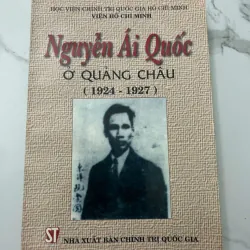 HỌC VIỆN CHÍNH TRỊ QUỐC GIA HỒ CHÍ MINH
VIỆN HỒ CHÍ MINH
Nguyễn Ái Quốc
Ở QUẢNG CHÂU
( 1924 - 1927 )
ST
NHÀ XUẤT BẢN CHÍNH TRỊ QUỐC GIA